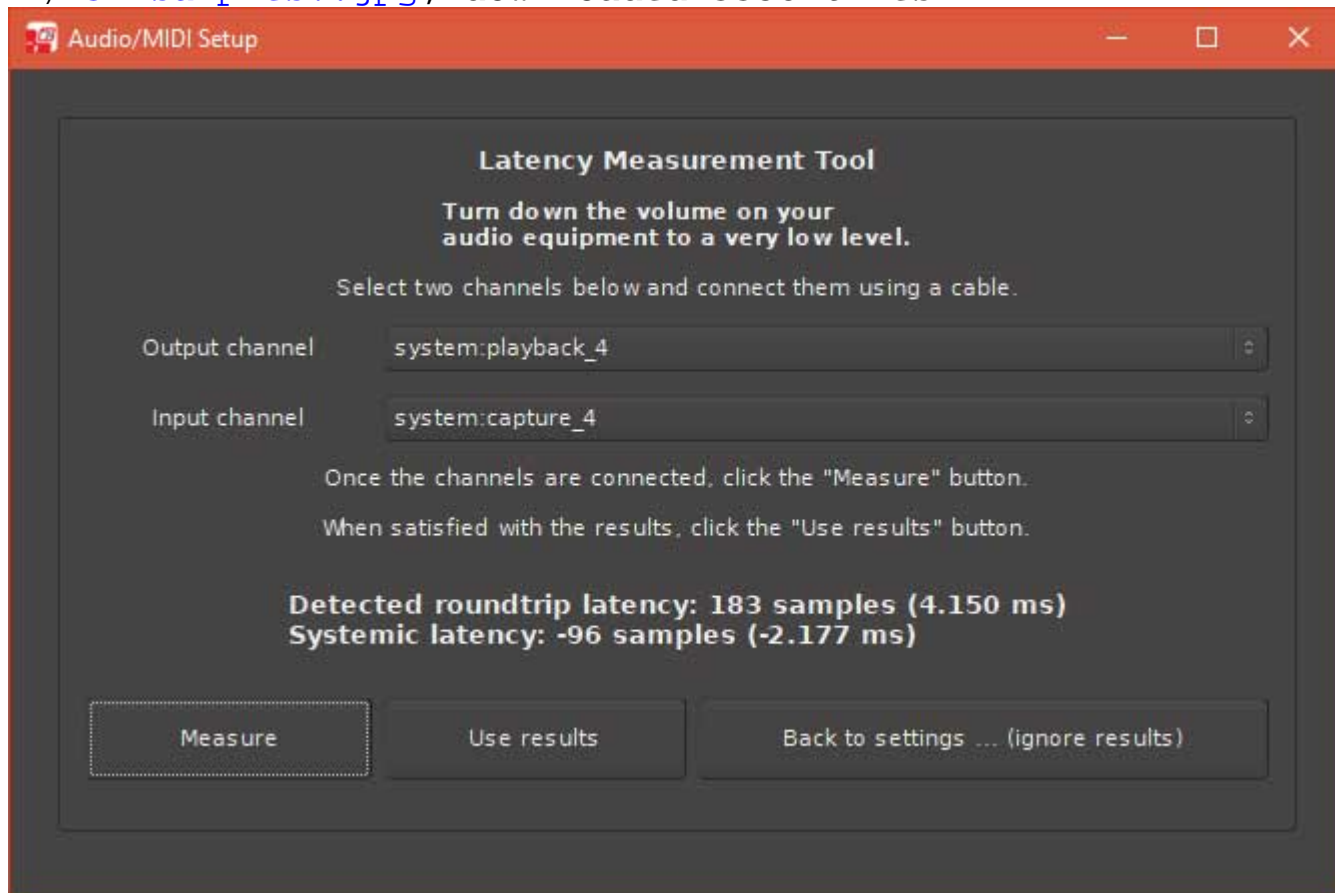 Audio/MIDI Setup
Latency Measurement Tool
Turn down the volume on your
audio equipment to a very low level.
Select two channels below and connect them using a cable.
Output channel system:playback_4
Input channel system:capture_4
Once the channels are connected, click the "Measure" button.
When satisfied with the results, click the "Use results" button.
Detected roundtrip latency: 183 samples (4.150 ms)
Systemic latency: -96 samples (-2.177 ms)
Measure Use results Back to settings ... (ignore results)